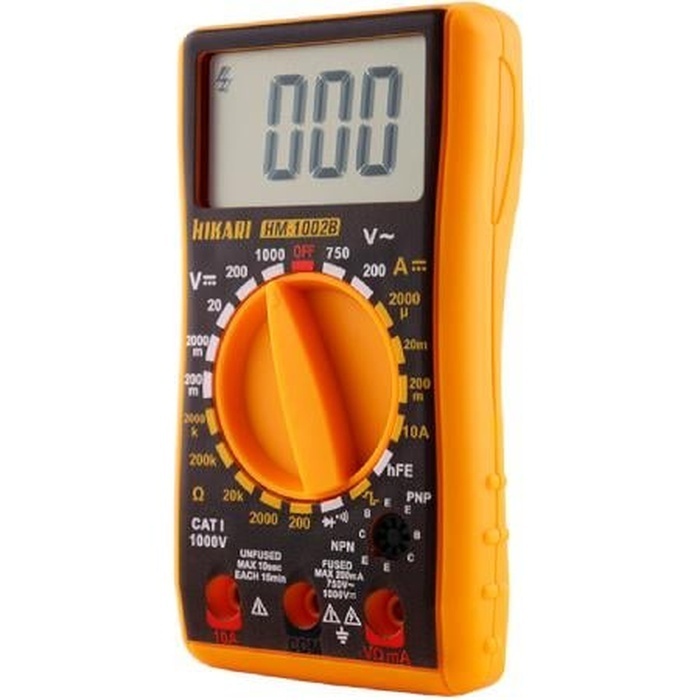 000
HIKARI HM-1002B
V~
1000 OFF 750
V⎓ 200 200 A⎓
20 2000
µ
2000
m 20m
200
m 200
m
2000
k 10A
200k hFE
Ω 20k 2000 200
PNP
CAT I
1000V
B E E
C B
E E C
NPN
UNFUSED
MAX 10sec
EACH 15min
FUSED
MAX 200mA
750V~
1000V⎓
10A COM VΩmA